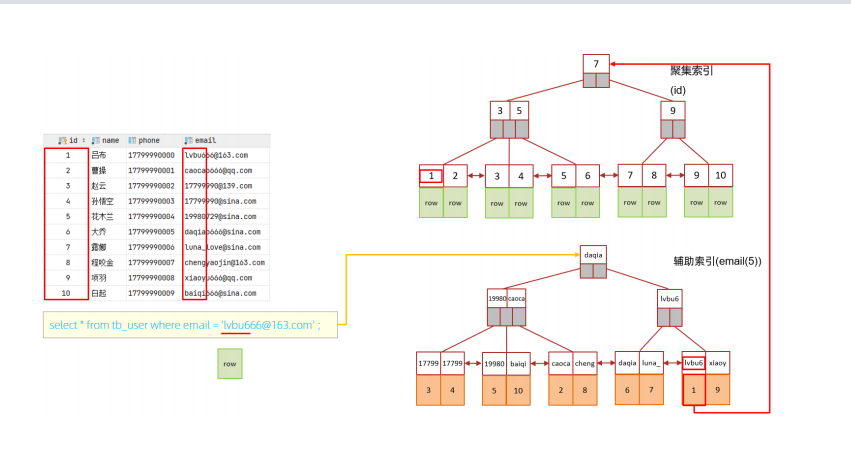 id name phone email
1 吕布 17799990000 lvbu666@163.com
2 曹操 17799990001 caocao666@qq.com
3 赵云 17799990002 17799990@139.com
4 孙悟空 17799990003 17799990@sina.com
5 花木兰 17799990004 19980729@sina.com
6 大乔 17799990005 daqiao666@sina.com
7 露娜 17799990006 luna_love@sina.com
8 程咬金 17799990007 chengyaojin@163.com
9 项羽 17799990008 xiaoyu666@qq.com
10 白起 17799990009 baiqi666@sina.com
select * from tb_user where email = 'lvbu666@163.com' ;
row
7
聚集索引
(id)
3 5 9
1 2 3 4 5 6 7 8 9 10
row row row row row row row row row row
daqia
辅助索引(email(5))
19980 caoca lvbu6
17799 17799 19980 baiqi caoca cheng daqia luna_ lvbu6 xiaoy
3 4 5 10 2 8 6 7 1 9